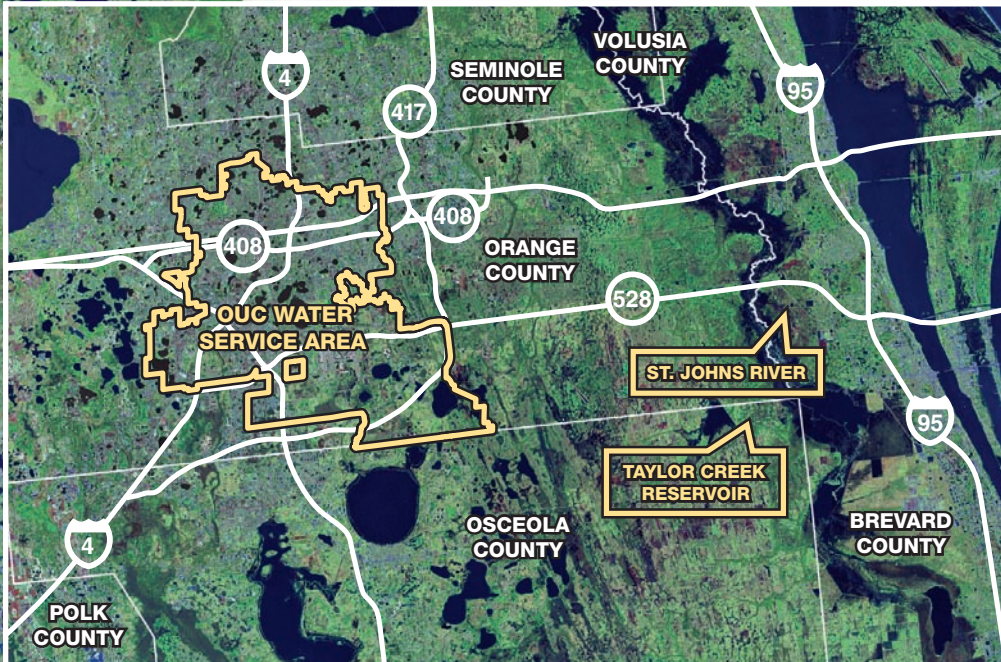 VOLUSIA
COUNTY
4
SEMINOLE
COUNTY
95
417
408
408
ORANGE
COUNTY
528
OUC WATER
SERVICE AREA
ST. JOHNS RIVER
95
TAYLOR CREEK
RESERVOIR
OSCEOLA
COUNTY
BREVARD
COUNTY
4
POLK
COUNTY